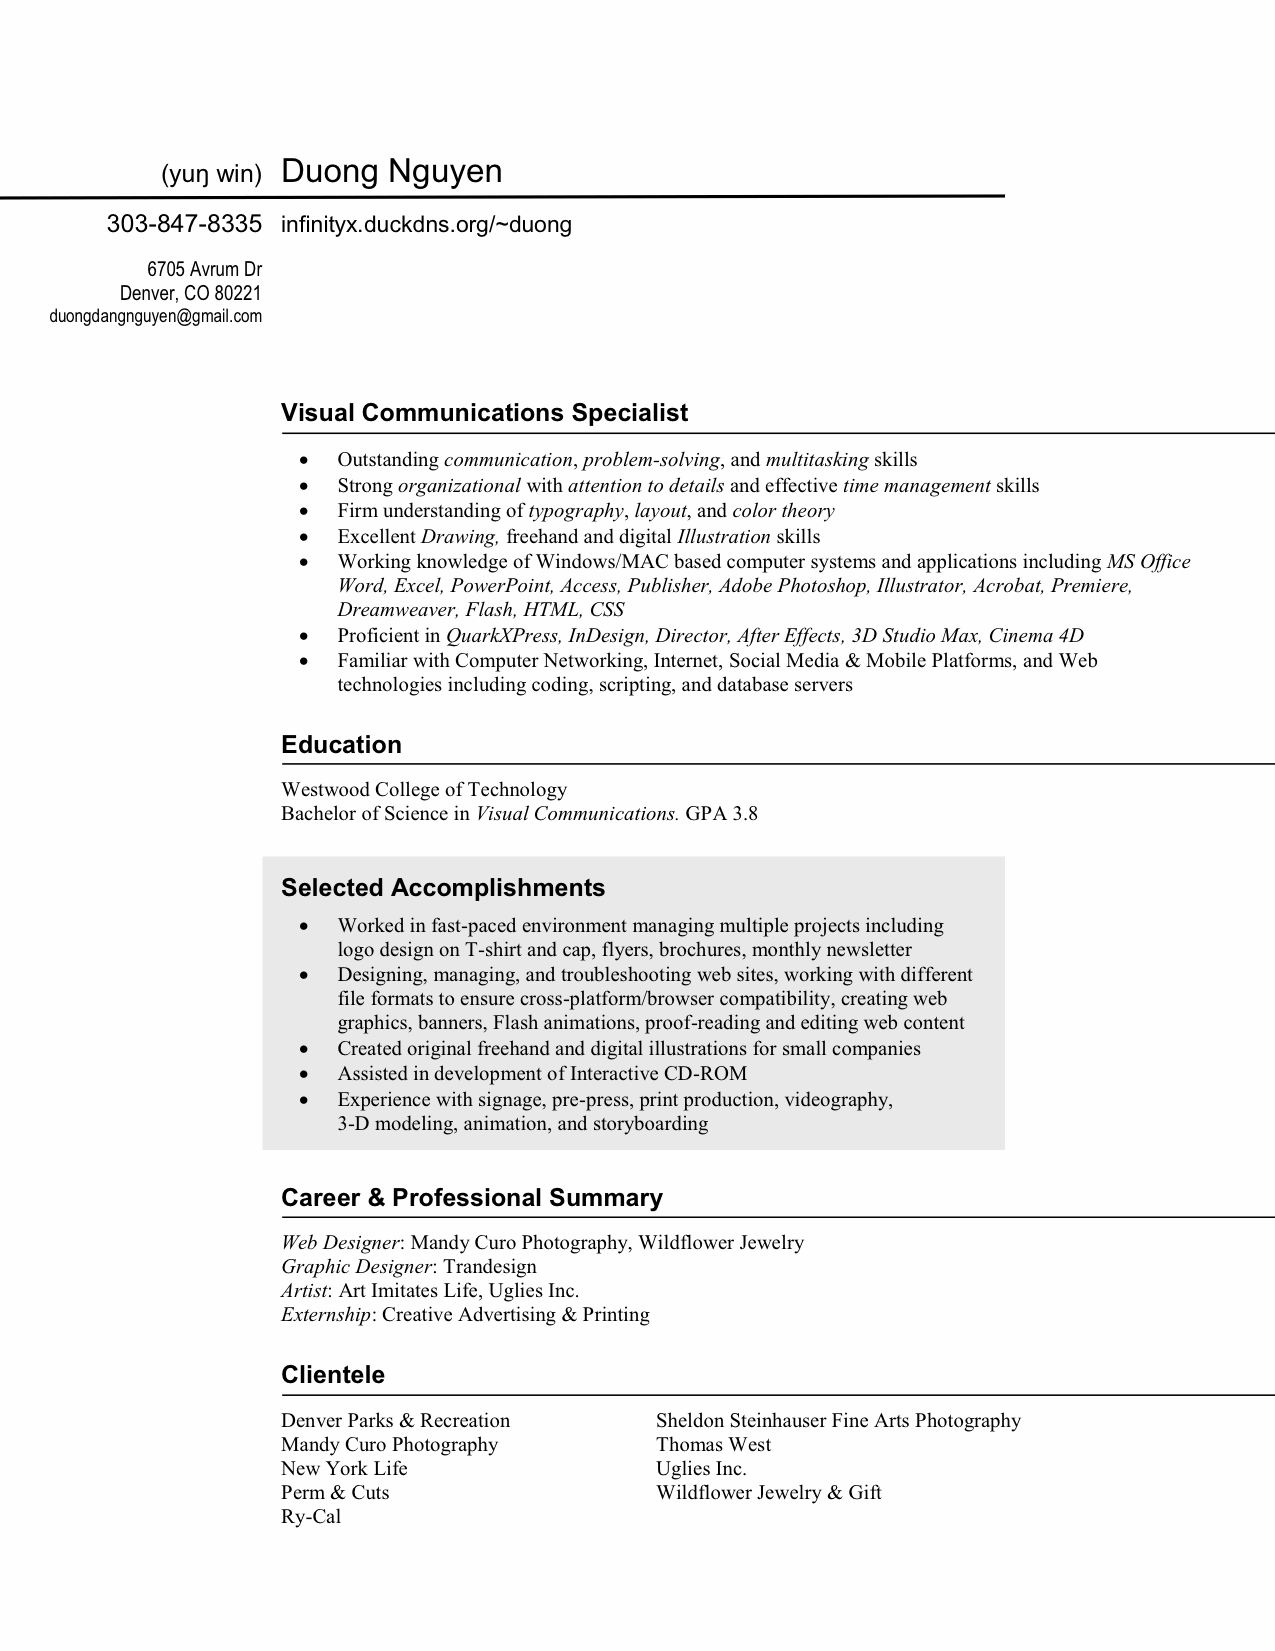 (yuŋ win) Duong Nguyen
303-847-8335 infinityx.duckdns.org/~duong
6705 Avrum Dr
Denver, CO 80221
duongdangnguyen@gmail.com
Visual Communications Specialist
• Outstanding communication, problem-solving, and multitasking skills
• Strong organizational with attention to details and effective time management skills
• Firm understanding of typography, layout, and color theory
• Excellent Drawing, freehand and digital Illustration skills
• Working knowledge of Windows/MAC based computer systems and applications including MS Office
Word, Excel, PowerPoint, Access, Publisher, Adobe Photoshop, Illustrator, Acrobat, Premiere,
Dreamweaver, Flash, HTML, CSS
• Proficient in QuarkXPress, InDesign, Director, After Effects, 3D Studio Max, Cinema 4D
• Familiar with Computer Networking, Internet, Social Media & Mobile Platforms, and Web
technologies including coding, scripting, and database servers
Education
Westwood College of Technology
Bachelor of Science in Visual Communications. GPA 3.8
Selected Accomplishments
• Worked in fast-paced environment managing multiple projects including
logo design on T-shirt and cap, flyers, brochures, monthly newsletter
• Designing, managing, and troubleshooting web sites, working with different
file formats to ensure cross-platform/browser compatibility, creating web
graphics, banners, Flash animations, proof-reading and editing web content
• Created original freehand and digital illustrations for small companies
• Assisted in development of Interactive CD-ROM
• Experience with signage, pre-press, print production, videography,
3-D modeling, animation, and storyboarding
Career & Professional Summary
Web Designer: Mandy Curo Photography, Wildflower Jewelry
Graphic Designer: Trandesign
Artist: Art Imitates Life, Uglies Inc.
Externship: Creative Advertising & Printing
Clientele
Denver Parks & Recreation
Mandy Curo Photography
New York Life
Perm & Cuts
Ry-Cal
Sheldon Steinhauser Fine Arts Photography
Thomas West
Uglies Inc.
Wildflower Jewelry & Gift